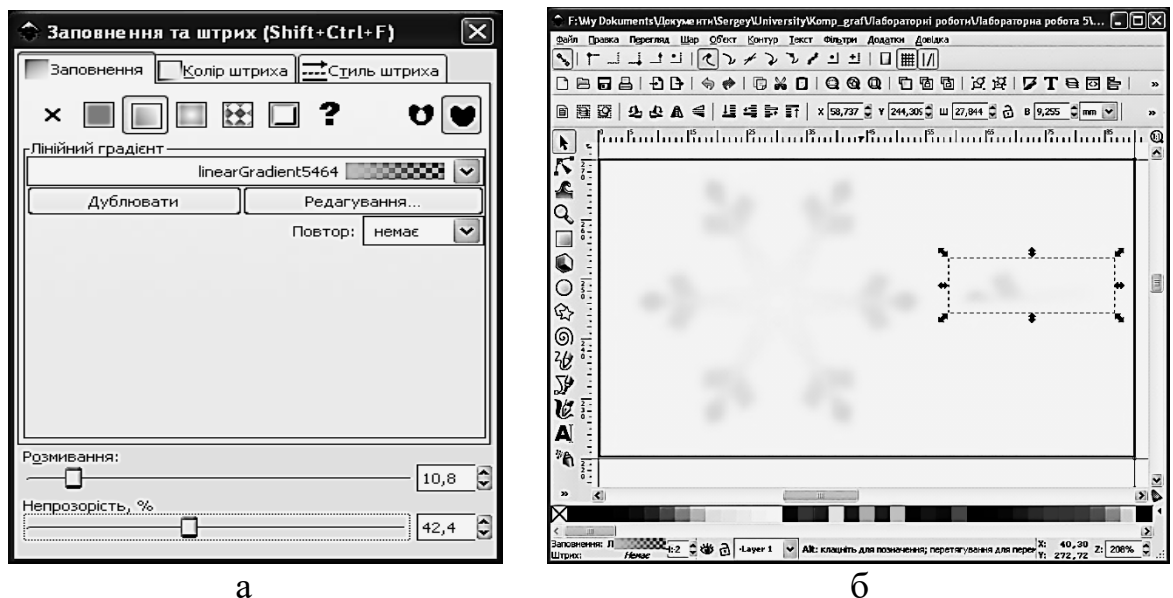 Заповнення та штрих (Shift+Ctrl+F)
Заповнення Колір штриха Стиль штриха
Лінійний градієнт
linearGradient5464
Дублювати Редагування...
Повтор: немає
Розмивання:
10,8
Непрозорість, %
42,4
а
F:\My Dokuments\Документи\Sergey\University\Komp_graf\Лабораторні роботи\Лабораторна робота 5\...
Файл Правка Перегляд Шар Об'єкт Контур Текст Фільтри Додатки Довідка
X 58,737 Y 244,305 Ш 27,844 В 9,255 mm
Заповнення: Л
Штрих: Немає
Layer 1
Alt: клацніть для позначення; перетягування для перем
X: 40,30
Y: 272,72
Z: 208%
б